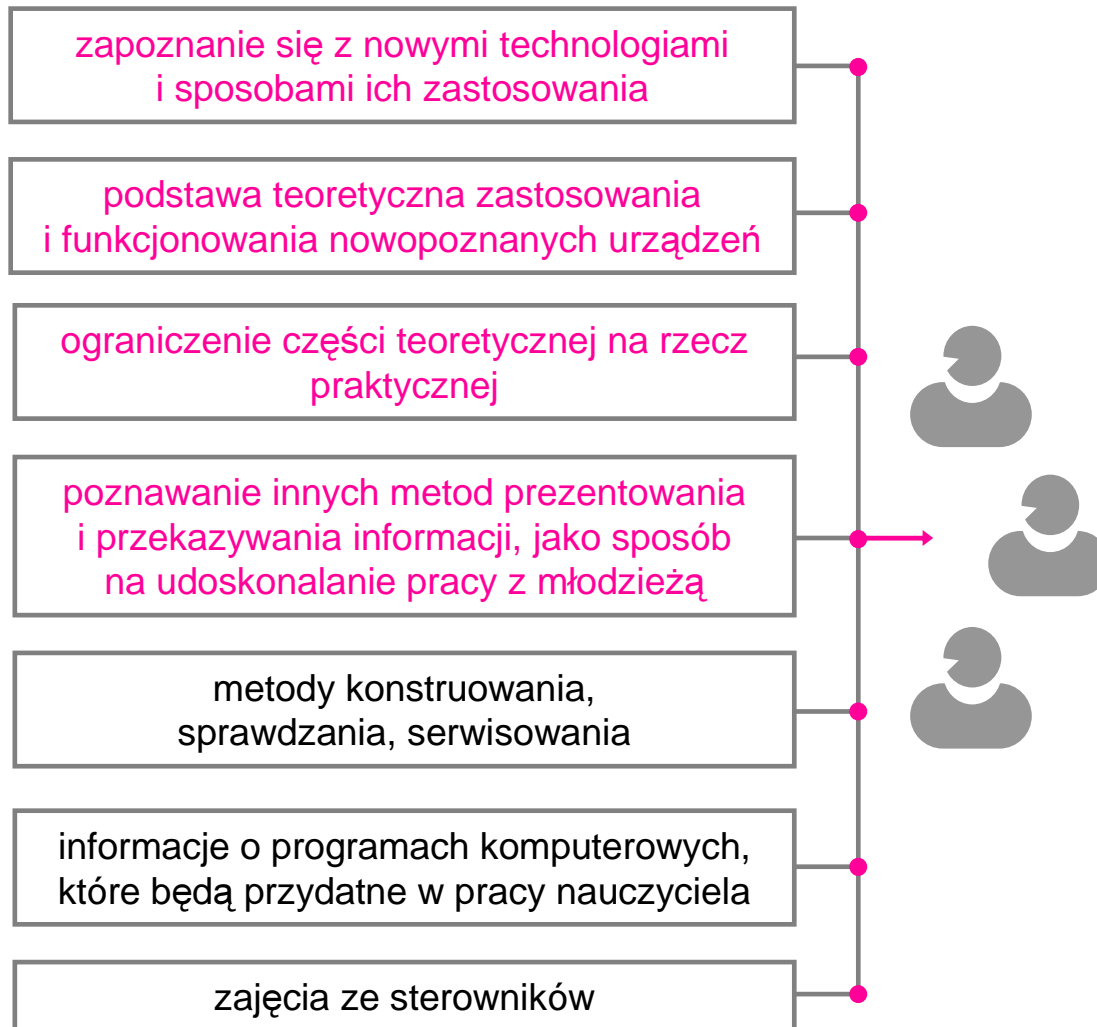 zapoznanie się z nowymi technologiami
i sposobami ich zastosowania
podstawa teoretyczna zastosowania
i funkcjonowania nowopoznanych urządzeń
ograniczenie części teoretycznej na rzecz
praktycznej
poznawanie innych metod prezentowania
i przekazywania informacji, jako sposób
na udoskonalanie pracy z młodzieżą
metody konstruowania,
sprawdzania, serwisowania
informacje o programach komputerowych,
które będą przydatne w pracy nauczyciela
zajęcia ze sterowników